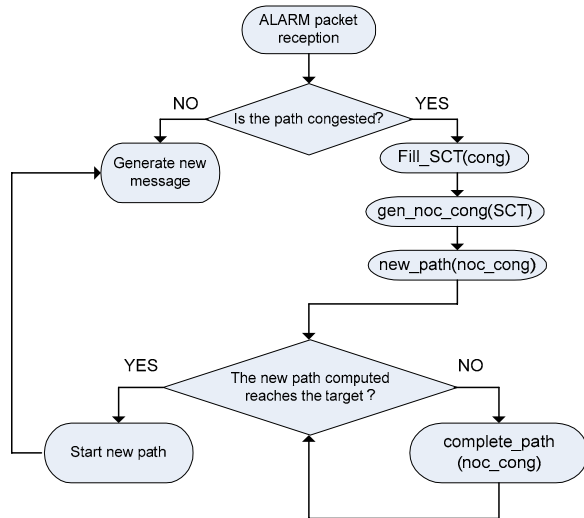 ALARM packet
reception
NO
YES
Is the path congested?
Generate new
message
Fill_SCT(cong)
gen_noc_cong(SCT)
new_path(noc_cong)
YES
NO
The new path computed
reaches the target ?
Start new path
complete_path
(noc_cong)